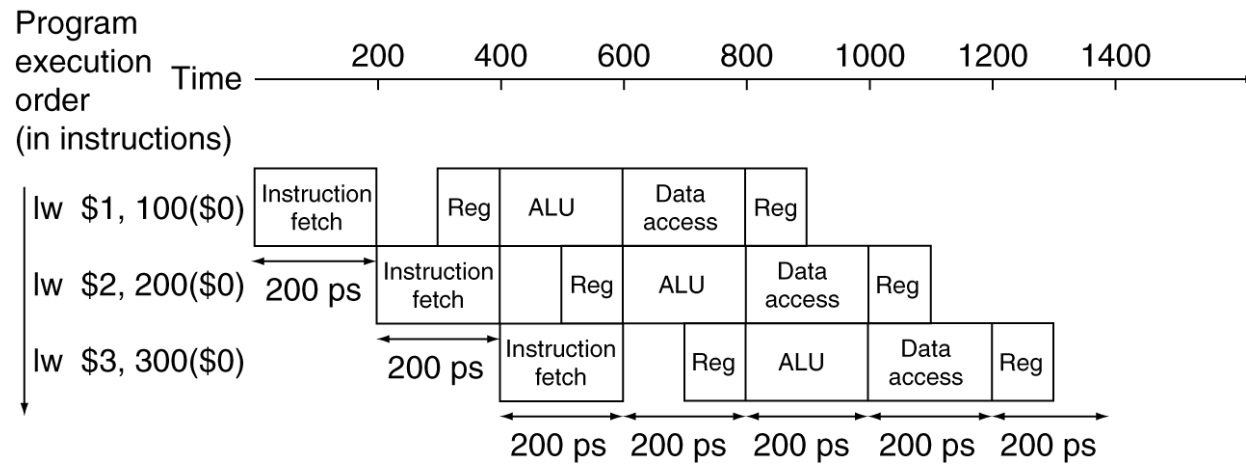 Program
execution
order
(in instructions)
Time
200 400 600 800 1000 1200 1400
lw $1, 100($0)
Instruction
fetch
Reg
ALU
Data
access
Reg
200 ps
lw $2, 200($0)
Instruction
fetch
Reg
ALU
Data
access
Reg
200 ps
lw $3, 300($0)
Instruction
fetch
Reg
ALU
Data
access
Reg
200 ps 200 ps 200 ps 200 ps 200 ps